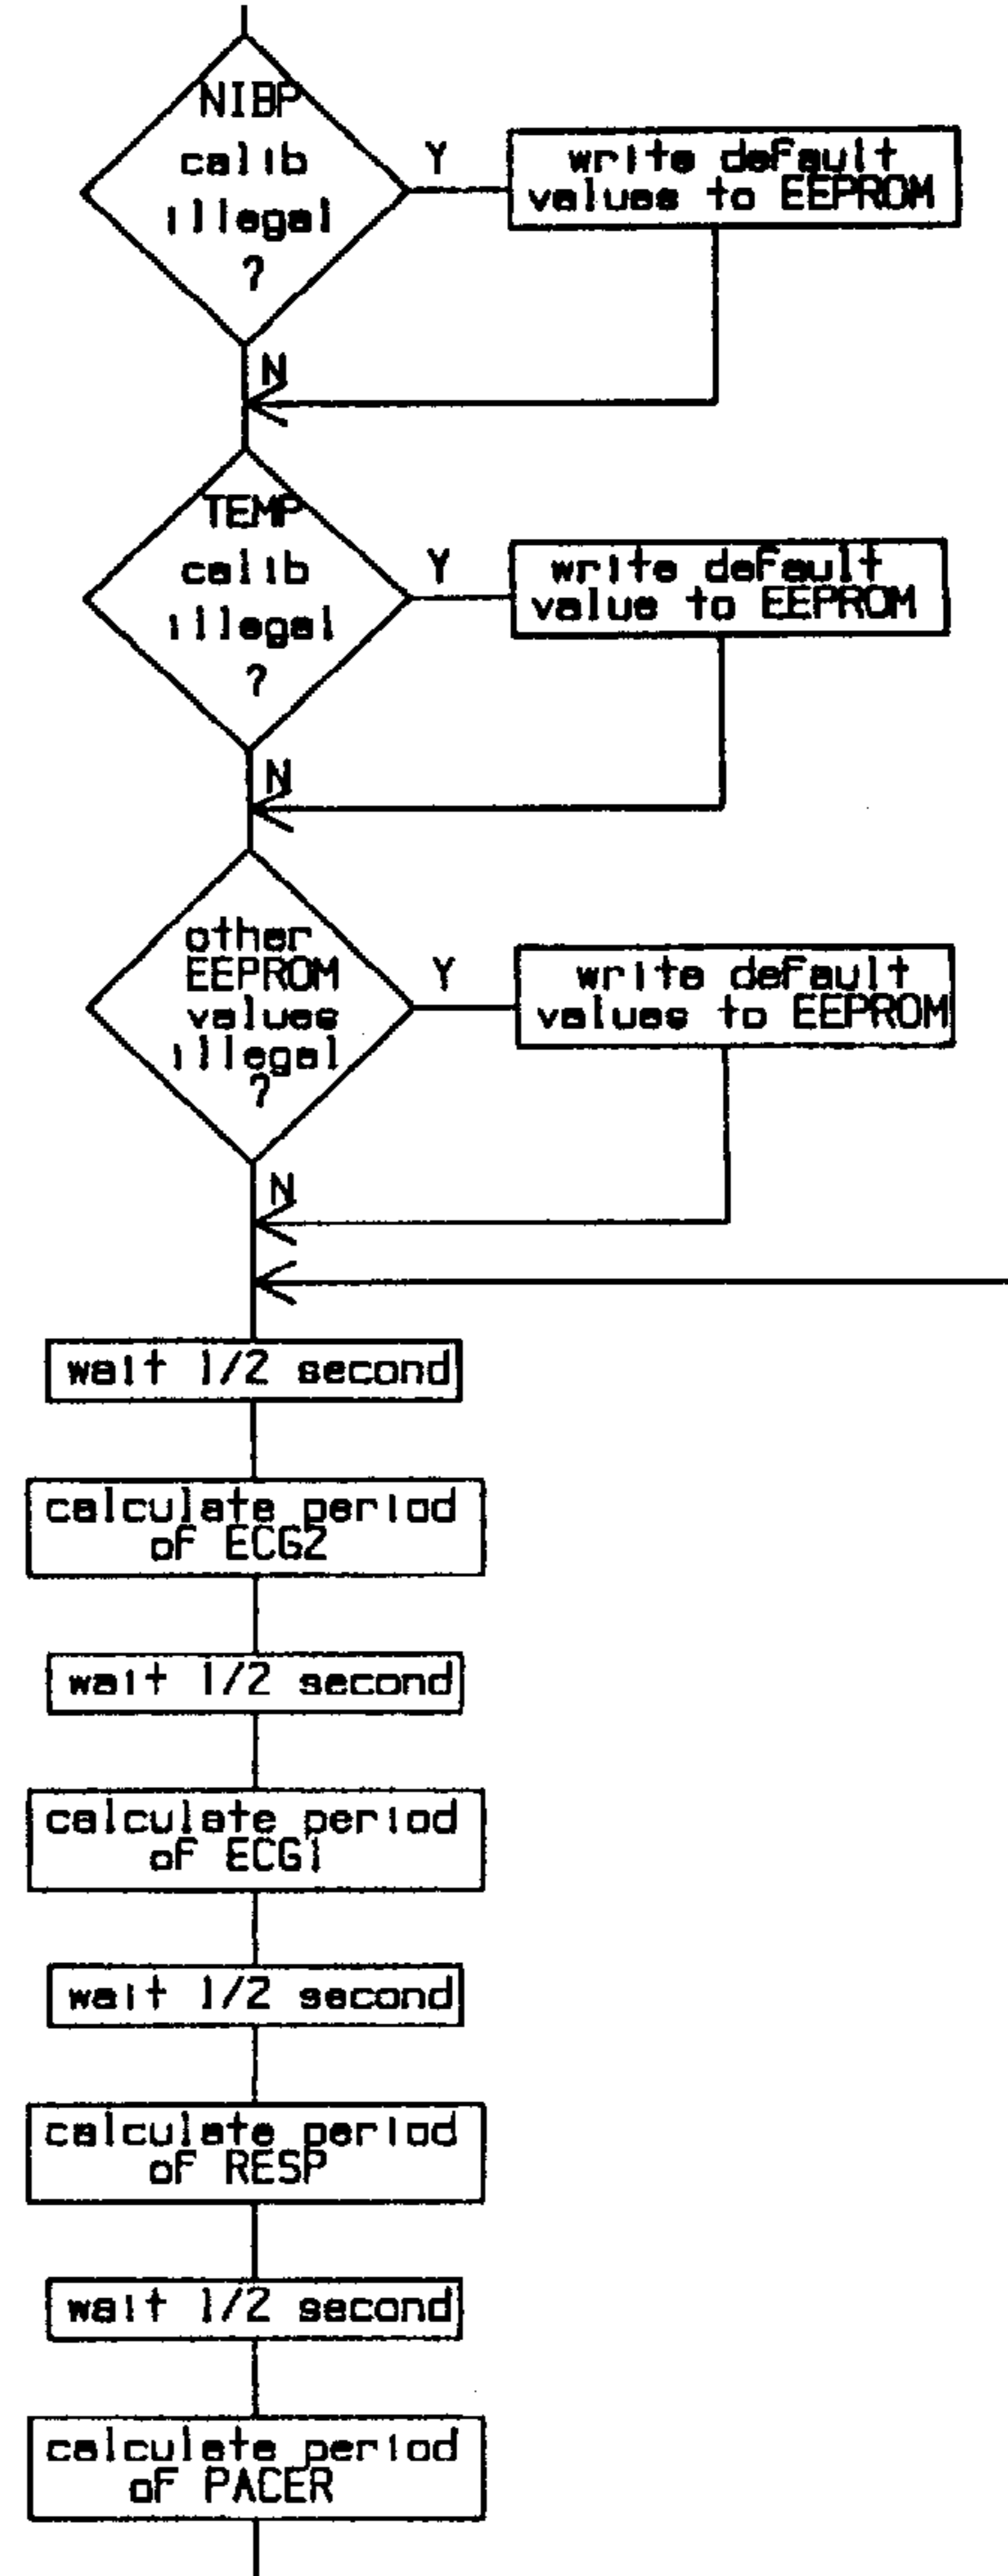 NIBP
calib
illegal
?
Y
write default
values to EEPROM
N
TEMP
calib
illegal
?
Y
write default
value to EEPROM
N
other
EEPROM
values
illegal
?
Y
write default
values to EEPROM
N
wait 1/2 second
calculate period
of ECG2
wait 1/2 second
calculate period
of ECG1
wait 1/2 second
calculate period
of RESP
wait 1/2 second
calculate period
of PACER